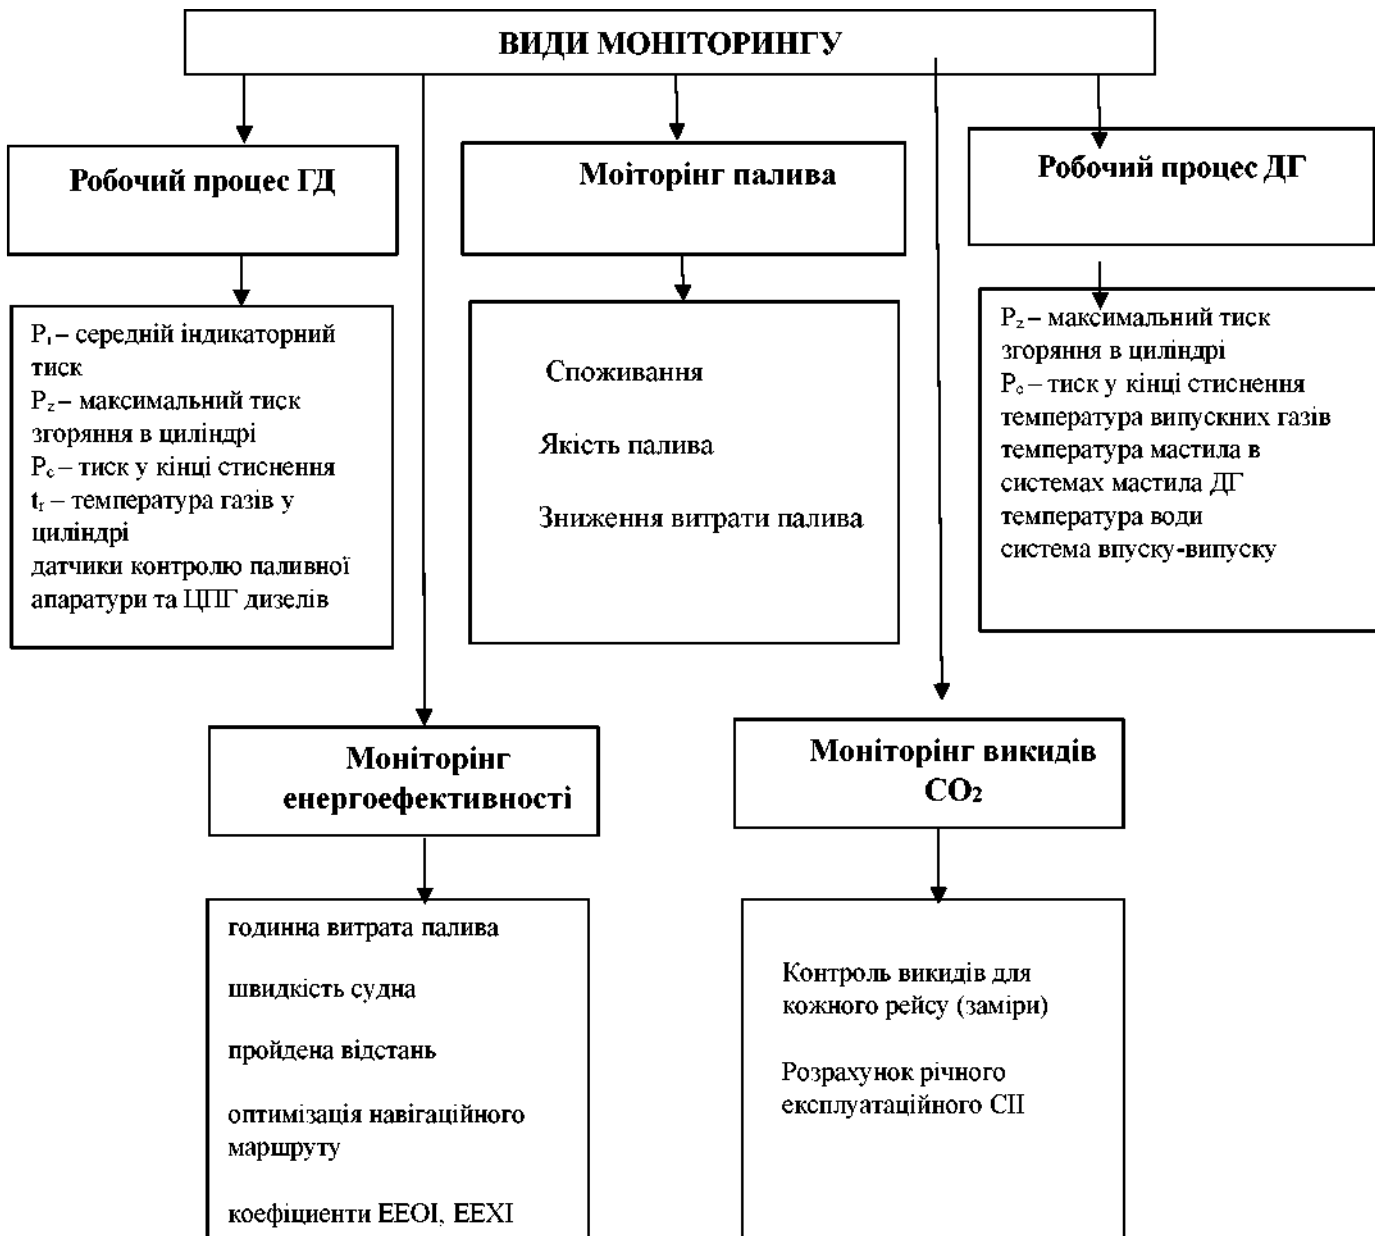 ВИДИ МОНІТОРИНГУ
Робочий процес ГД
Моіторінг палива
Робочий процес ДГ
P₁ – середній індикаторний
тиск
P_z – максимальний тиск
згоряння в циліндрі
P_c – тиск у кінці стиснення
t_r – температура газів у
циліндрі
датчики контролю паливної
апаратури та ЦПГ дизелів
Споживання
Якість палива
Зниження витрати палива
P_z – максимальний тиск
згоряння в циліндрі
P_c – тиск у кінці стиснення
температура випускних газів
температура мастила в
системах мастила ДГ
температура води
система впуску-випуску
Моніторінг
енергоефективності
Моніторінг викидів
CO₂
годинна витрата палива
швидкість судна
пройдена відстань
оптимізація навігаційного
маршруту
коефіциенти EEOI, EEXI
Контроль викидів для
кожного рейсу (заміри)
Розрахунок річного
експлуатаційного CII